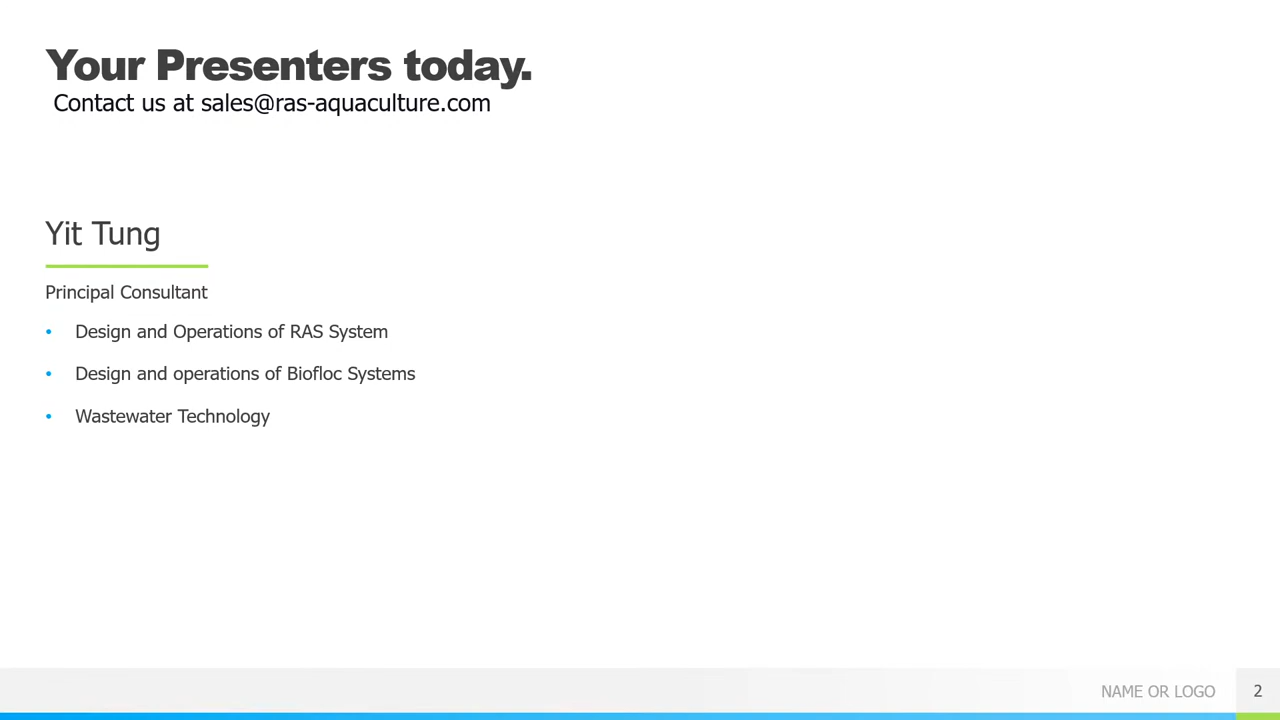 Your Presenters today.
Contact us at sales@ras-aquaculture.com
Yit Tung
Principal Consultant
• Design and Operations of RAS System
• Design and operations of Biofloc Systems
• Wastewater Technology
NAME OR LOGO
2